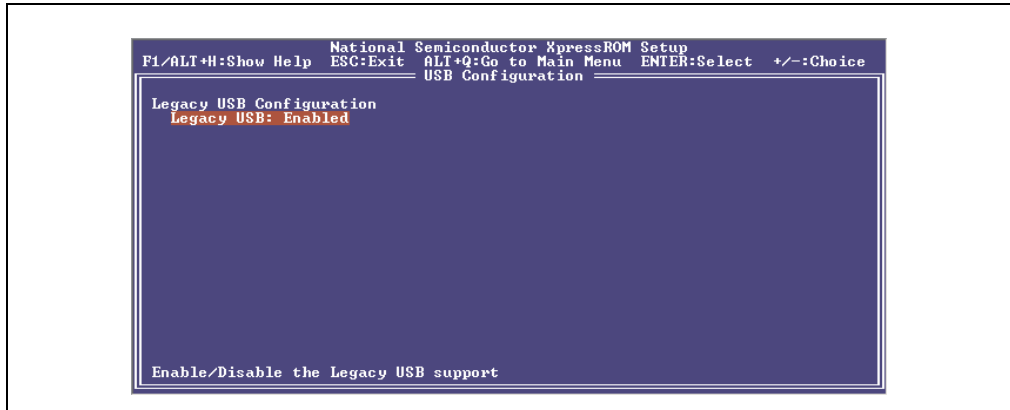 National Semiconductor XpressROM Setup
F1/ALT+H:Show Help ESC:Exit ALT+Q:Go to Main Menu ENTER:Select +/-:Choice
USB Configuration
Legacy USB Configuration
Legacy USB: Enabled
Enable/Disable the Legacy USB support